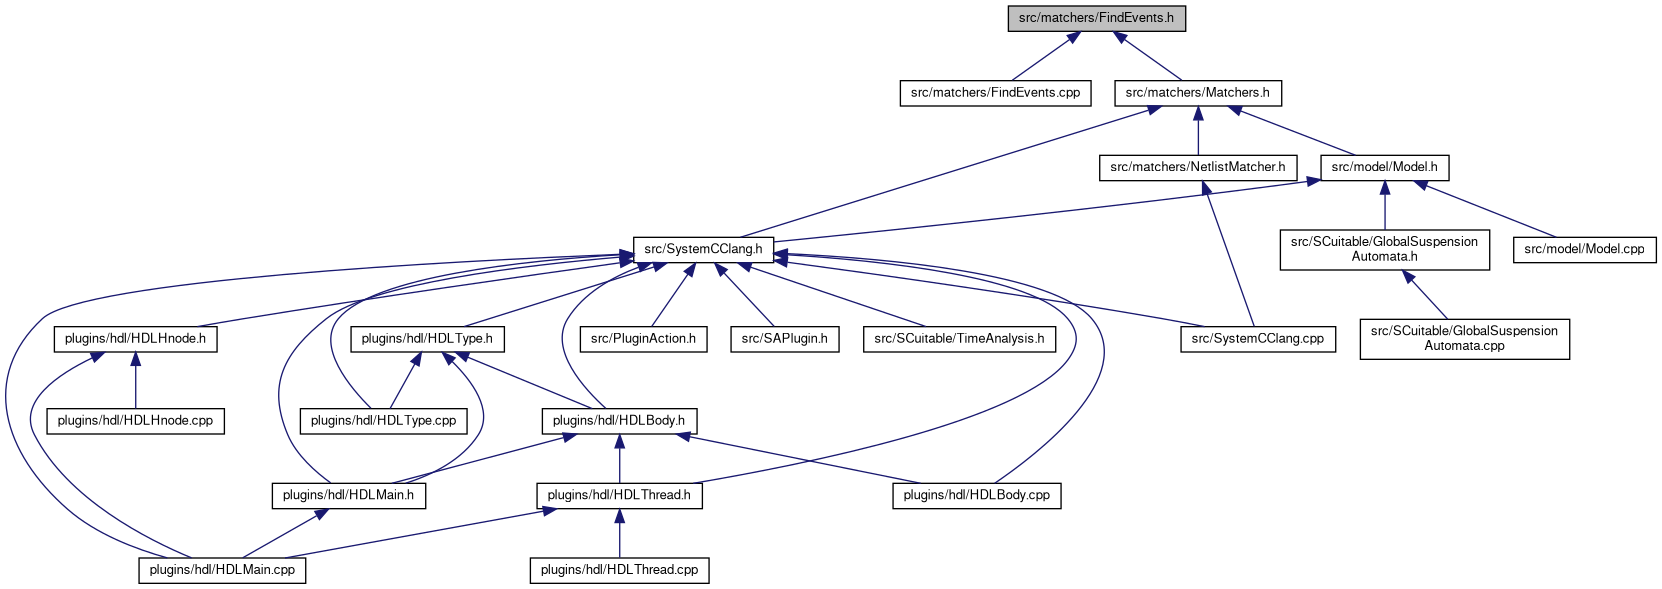 src/matchers/FindEvents.h
src/matchers/FindEvents.cpp
src/matchers/Matchers.h
src/matchers/NetlistMatcher.h
src/model/Model.h
src/SystemCClang.h
src/SCuitable/GlobalSuspension
Automata.h
src/model/Model.cpp
plugins/hdl/HDLHnode.h
plugins/hdl/HDLType.h
src/PluginAction.h
src/SAPlugin.h
src/SCuitable/TimeAnalysis.h
src/SystemCClang.cpp
src/SCuitable/GlobalSuspension
Automata.cpp
plugins/hdl/HDLHnode.cpp
plugins/hdl/HDLType.cpp
plugins/hdl/HDLBody.h
plugins/hdl/HDLMain.h
plugins/hdl/HDLThread.h
plugins/hdl/HDLBody.cpp
plugins/hdl/HDLMain.cpp
plugins/hdl/HDLThread.cpp